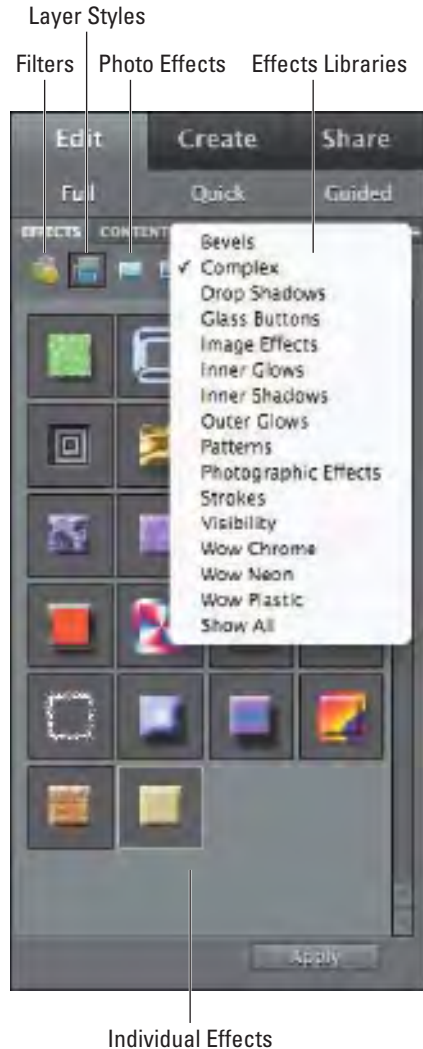 Layer Styles
Filters Photo Effects Effects Libraries
Edit Create Share
Full Quick Guided
EFFECTS CONTENT
Bevels
✓ Complex
Drop Shadows
Glass Buttons
Image Effects
Inner Glows
Inner Shadows
Outer Glows
Patterns
Photographic Effects
Strokes
Visibility
Wow Chrome
Wow Neon
Wow Plastic
Show All
Apply
Individual Effects